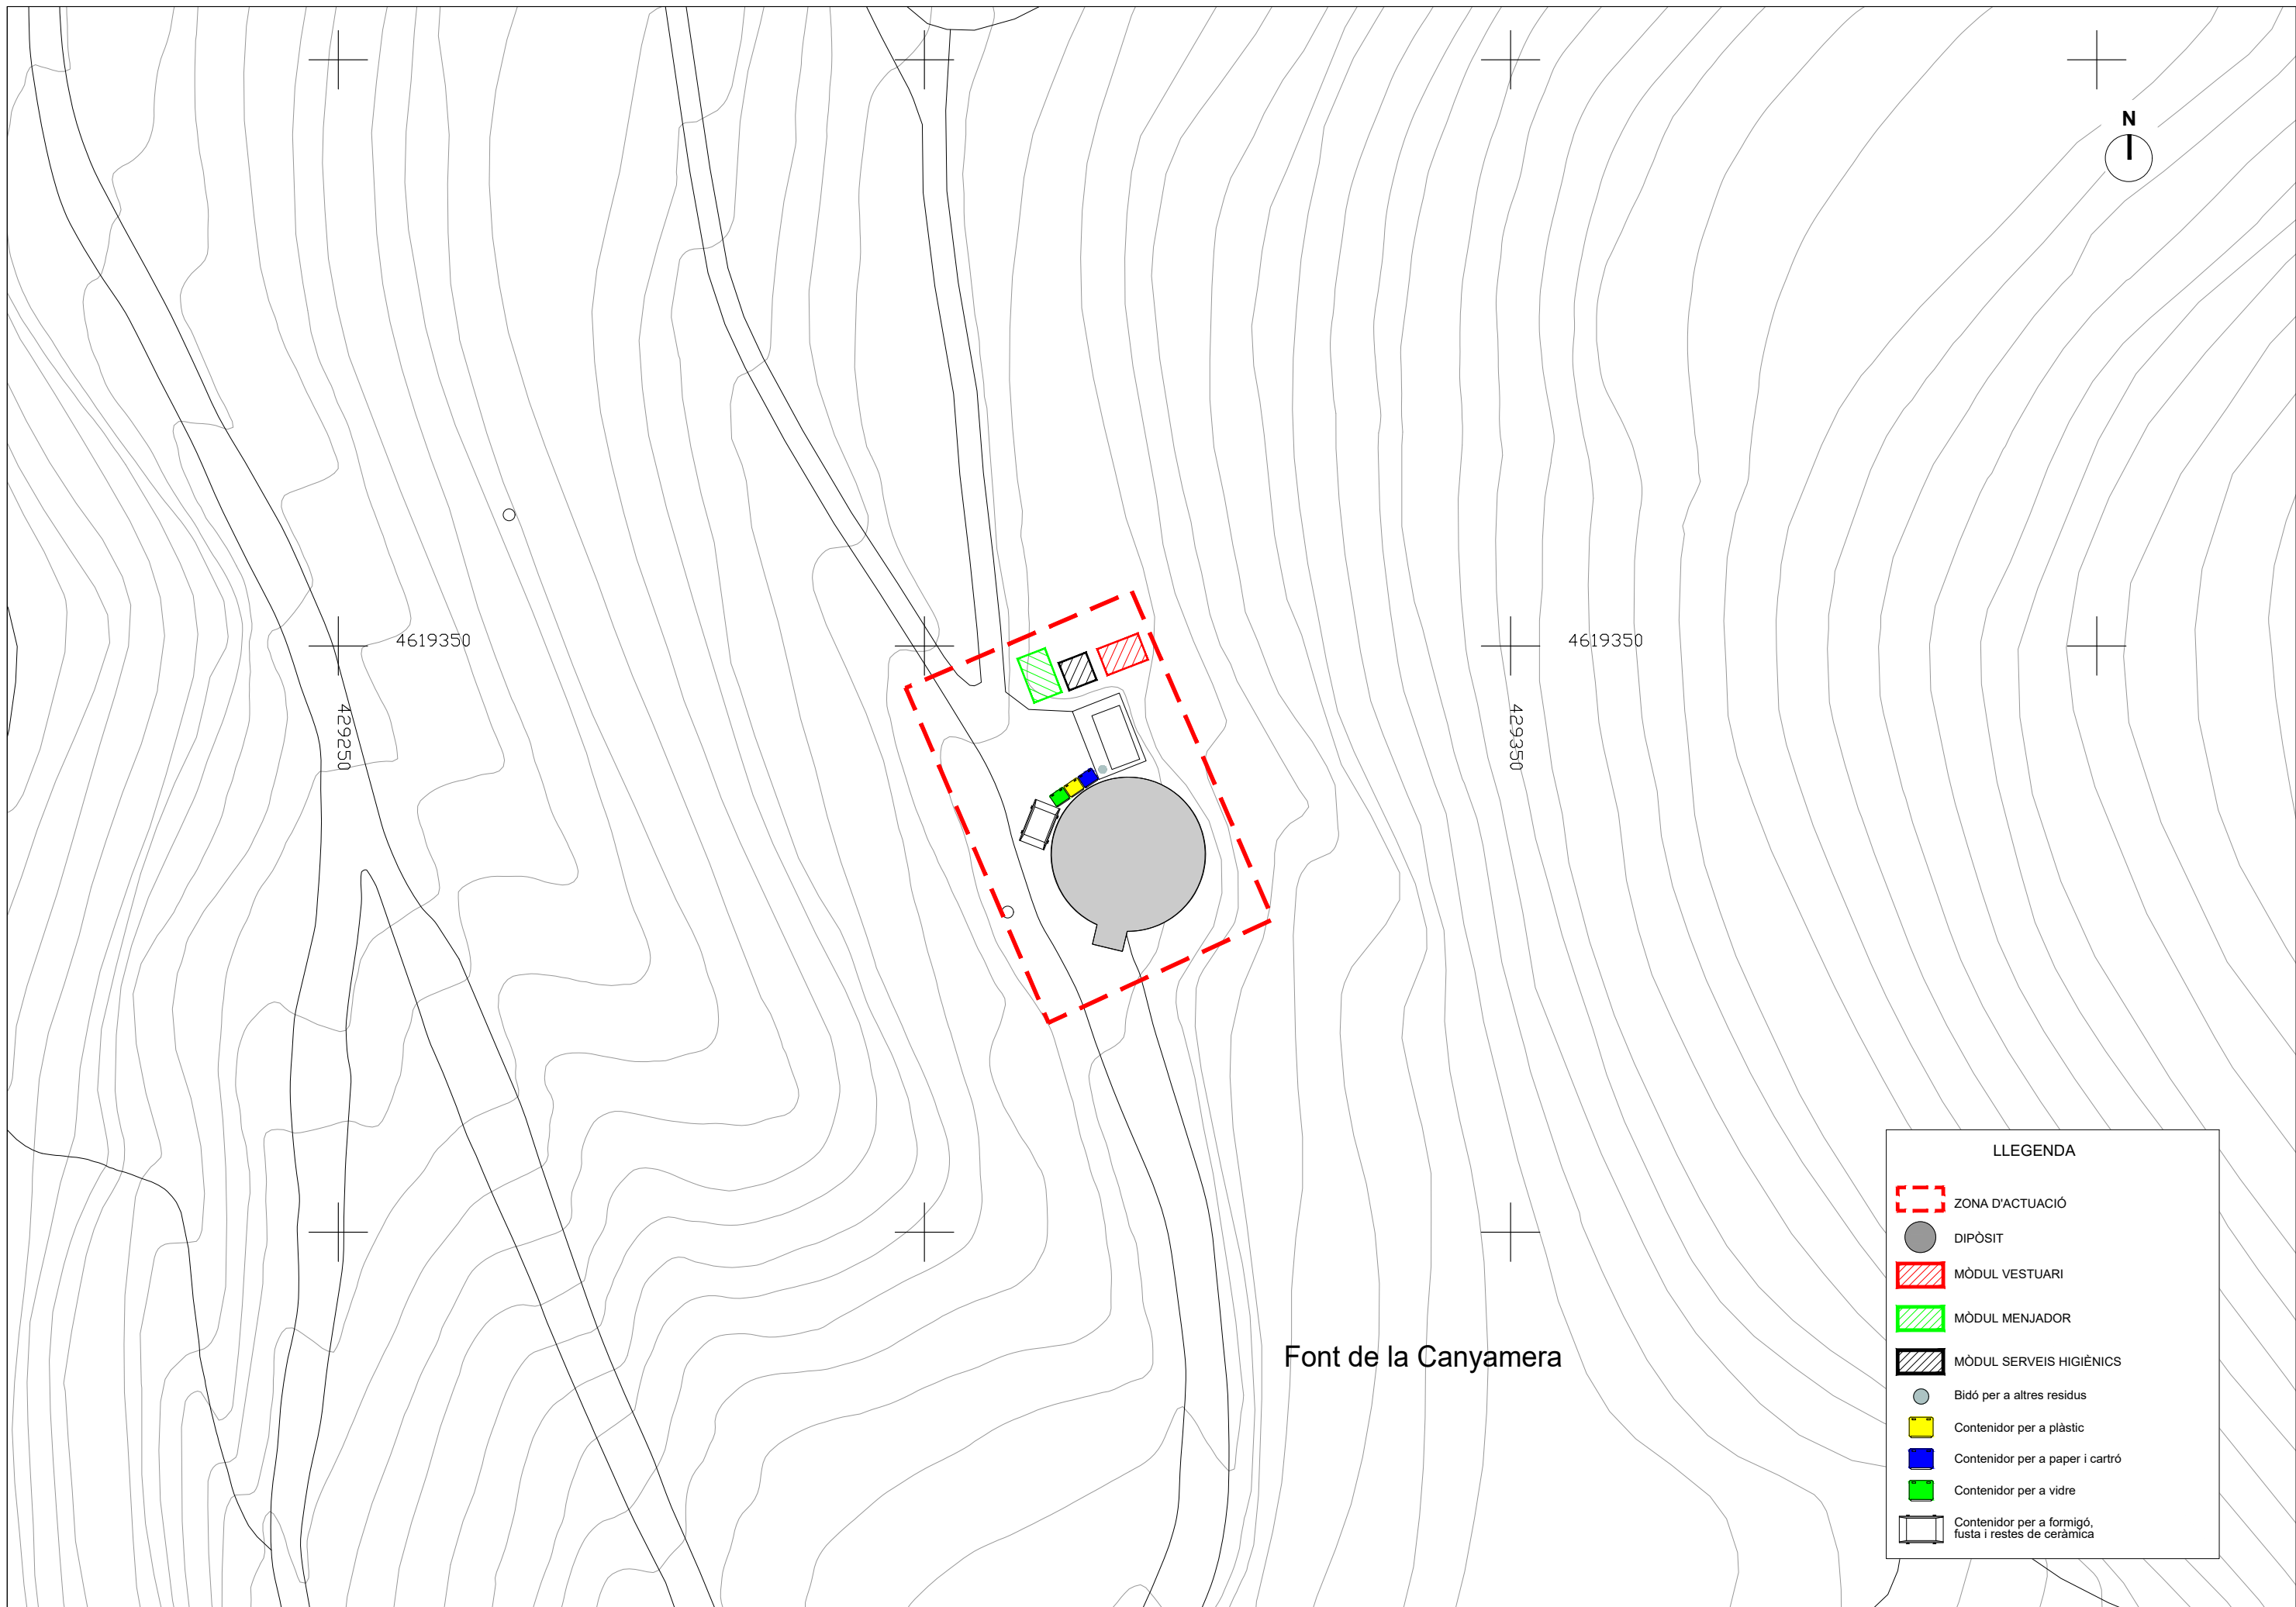 N
4619350
4619350
429250
429350
Font de la Canyamera
LLEGENDA
ZONA D'ACTUACIÓ
DIPÒSIT
MÒDUL VESTUARI
MÒDUL MENJADOR
MÒDUL SERVEIS HIGIÈNICS
Bidó per a altres residus
Contenidor per a plàstic
Contenidor per a paper i cartró
Contenidor per a vidre
Contenidor per a formigó,
fusta i restes de ceràmica